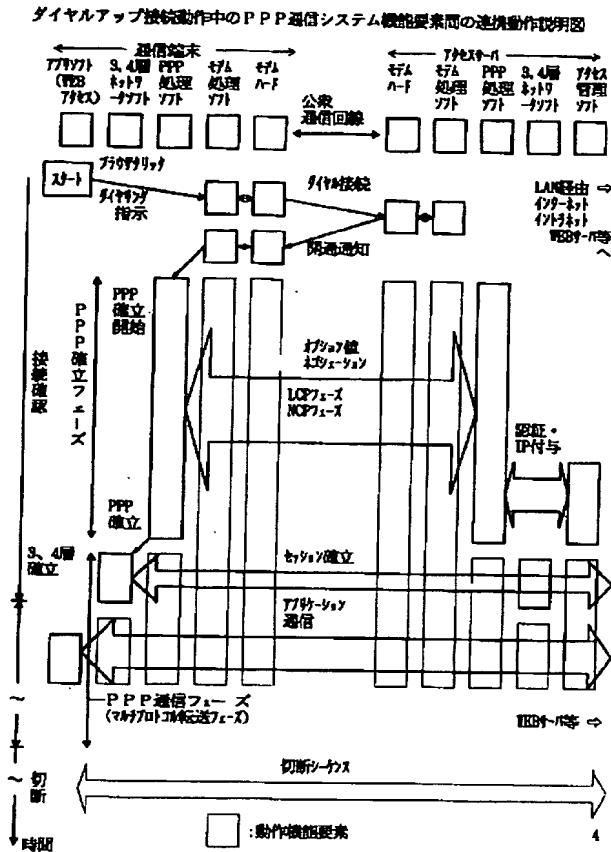 ダイヤルアップ接続動作中のＰＰＰ通信システム機能要素間の連携動作説明図
通信端末
アクセスサーバ
アプリソフト
(WEB
アクセス)
3、4層
ネットワ
ークソフト
PPP
処理
ソフト
モデム
処理
ソフト
モデム
ハード
公衆
通信回線
モデム
ハード
モデム
処理
ソフト
PPP
処理
ソフト
3、4層
ネットワ
ークソフト
アクセス
管理
ソフト
スタート
ブラウザクリック
ダイヤリング
指示
ダイヤル接続
LAN経由 ⇒
インターネット
イントラネット
WEBサーバ等
へ
開通通知
接続確認
ＰＰＰ確立フェーズ
PPP
確立
開始
オプション値
ネゴシェーション
LCPフェーズ
NCPフェーズ
認証・
IP付与
PPP
確立
3、4層
確立
セッション確立
アプリケーション
通信
ＰＰＰ通信フェーズ
(マルチプロトコル転送フェーズ)
WEBサーバ等 ⇒
～
～
切断
切断シーケンス
時間
:動作機能要素
4